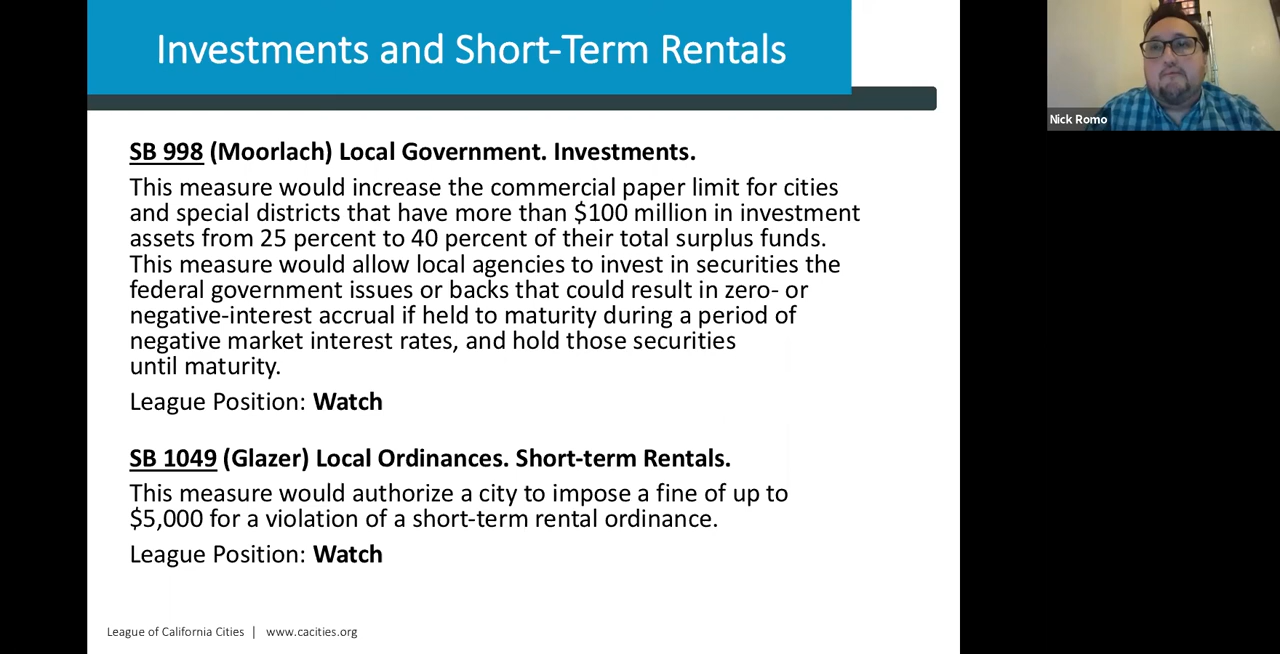 Investments and Short-Term Rentals
Nick Romo
SB 998 (Moorlach) Local Government. Investments.
This measure would increase the commercial paper limit for cities
and special districts that have more than $100 million in investment
assets from 25 percent to 40 percent of their total surplus funds.
This measure would allow local agencies to invest in securities the
federal government issues or backs that could result in zero- or
negative-interest accrual if held to maturity during a period of
negative market interest rates, and hold those securities
until maturity.
League Position: Watch
SB 1049 (Glazer) Local Ordinances. Short-term Rentals.
This measure would authorize a city to impose a fine of up to
$5,000 for a violation of a short-term rental ordinance.
League Position: Watch
League of California Cities | www.cacities.org